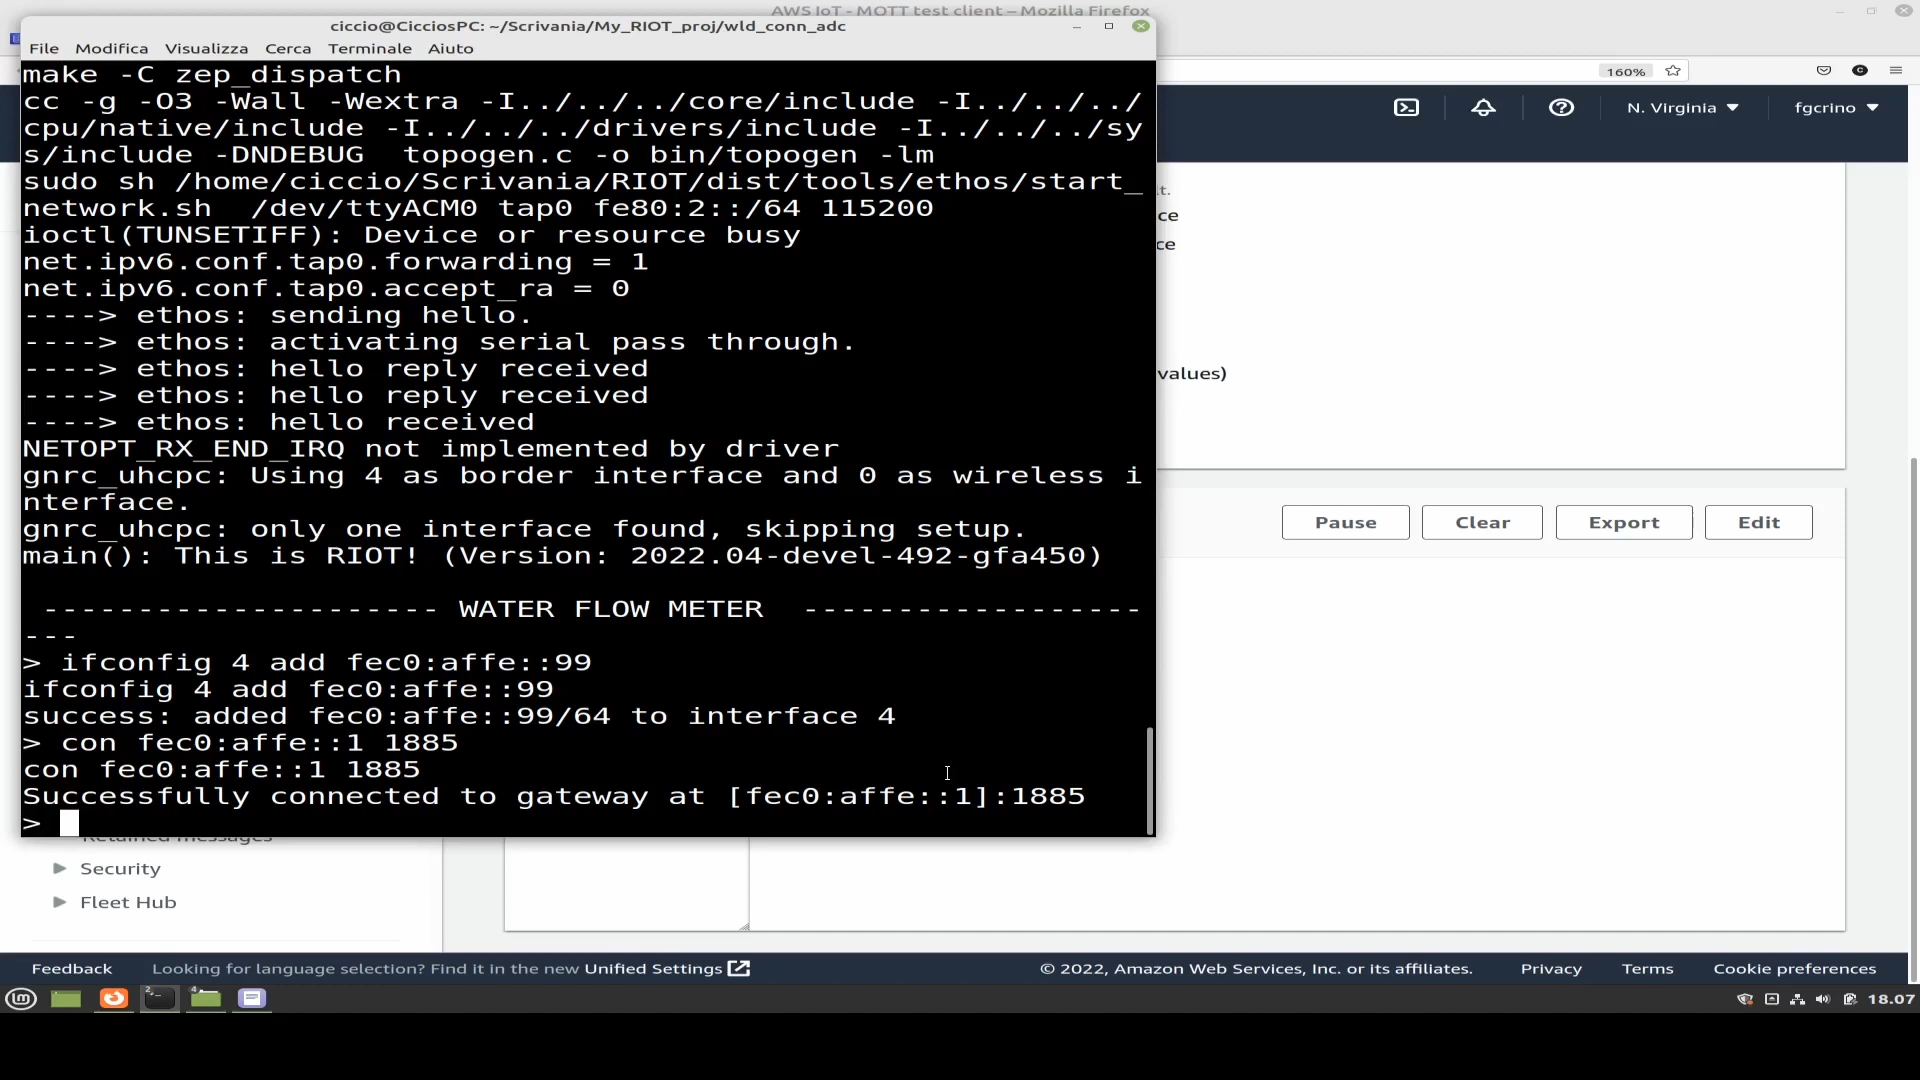 AWS IoT - MQTT test client – Mozilla Firefox
ciccio@CicciosPC: ~/Scrivania/My_RIOT_proj/wld_conn_adc
File Modifica Visualizza Cerca Terminale Aiuto
160%
N. Virginia fgcrino
make -C zep_dispatch
cc -g -O3 -Wall -Wextra -I../../../core/include -I../../../
cpu/native/include -I../../../drivers/include -I../../../sy
s/include -DNDEBUG  topogen.c -o bin/topogen -lm
sudo sh /home/ciccio/Scrivania/RIOT/dist/tools/ethos/start_
network.sh  /dev/ttyACM0 tap0 fe80:2::/64 115200
ioctl(TUNSETIFF): Device or resource busy
net.ipv6.conf.tap0.forwarding = 1
net.ipv6.conf.tap0.accept_ra = 0
----> ethos: sending hello.
----> ethos: activating serial pass through.
----> ethos: hello reply received
----> ethos: hello reply received
----> ethos: hello received
NETOPT_RX_END_IRQ not implemented by driver
gnrc_uhcpc: Using 4 as border interface and 0 as wireless i
nterface.
gnrc_uhcpc: only one interface found, skipping setup.
main(): This is RIOT! (Version: 2022.04-devel-492-gfa450)
--------------------- WATER FLOW METER  ------------------
---
> ifconfig 4 add fec0:affe::99
ifconfig 4 add fec0:affe::99
success: added fec0:affe::99/64 to interface 4
> con fec0:affe::1 1885
con fec0:affe::1 1885
Successfully connected to gateway at [fec0:affe::1]:1885
>
lt.
ce
ce
values)
Pause Clear Export Edit
Retained messages
Security
Fleet Hub
Feedback Looking for language selection? Find it in the new Unified Settings © 2022, Amazon Web Services, Inc. or its affiliates. Privacy Terms Cookie preferences
18.07